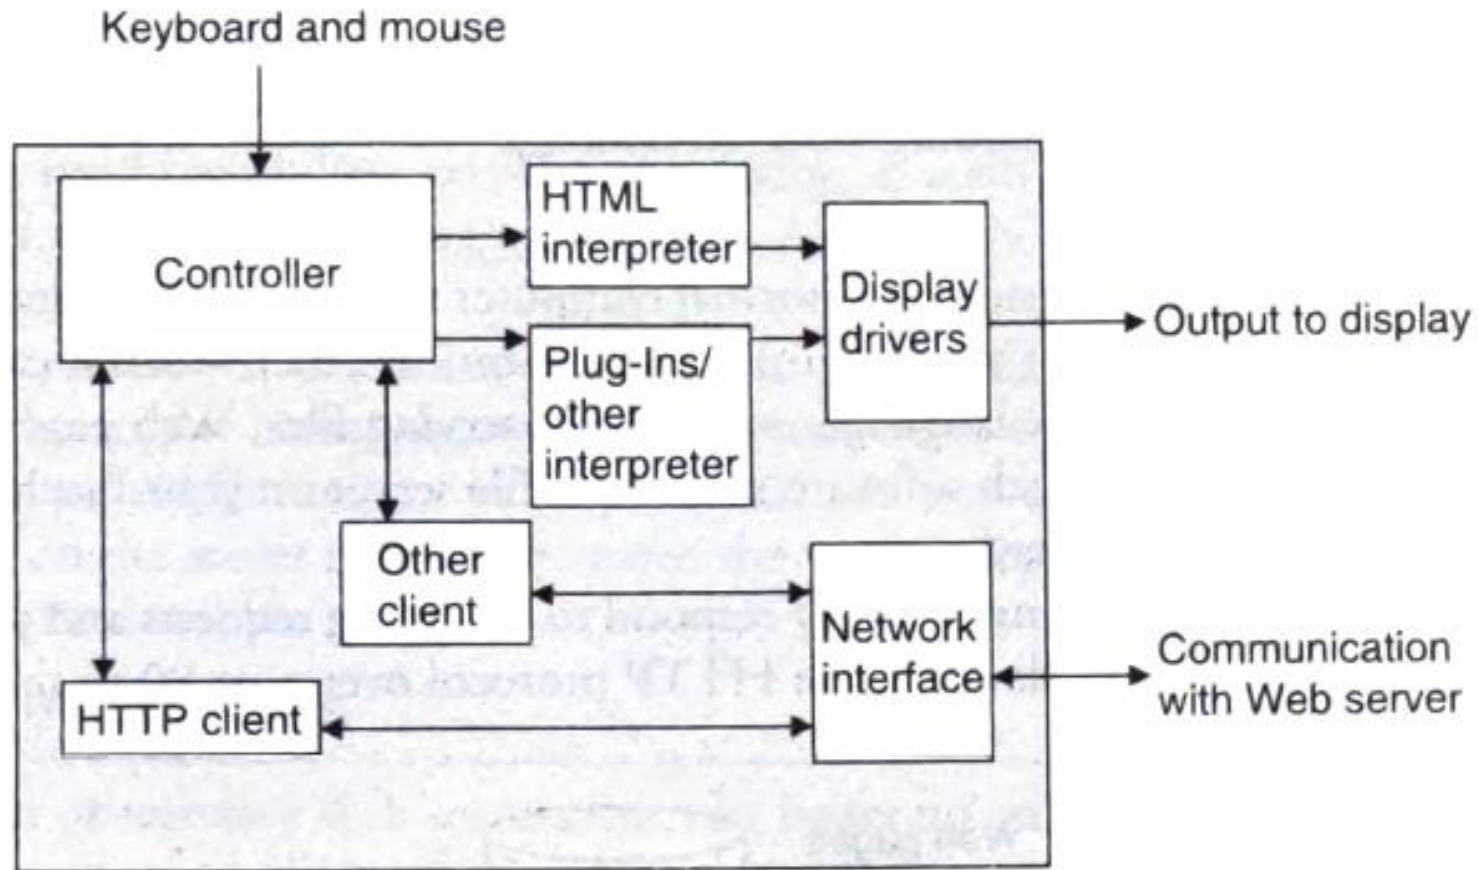 Keyboard and mouse
Controller
HTML
interpreter
Plug-Ins/
other
interpreter
Display
drivers
Output to display
Other
client
Network
interface
HTTP client
Communication
with Web server